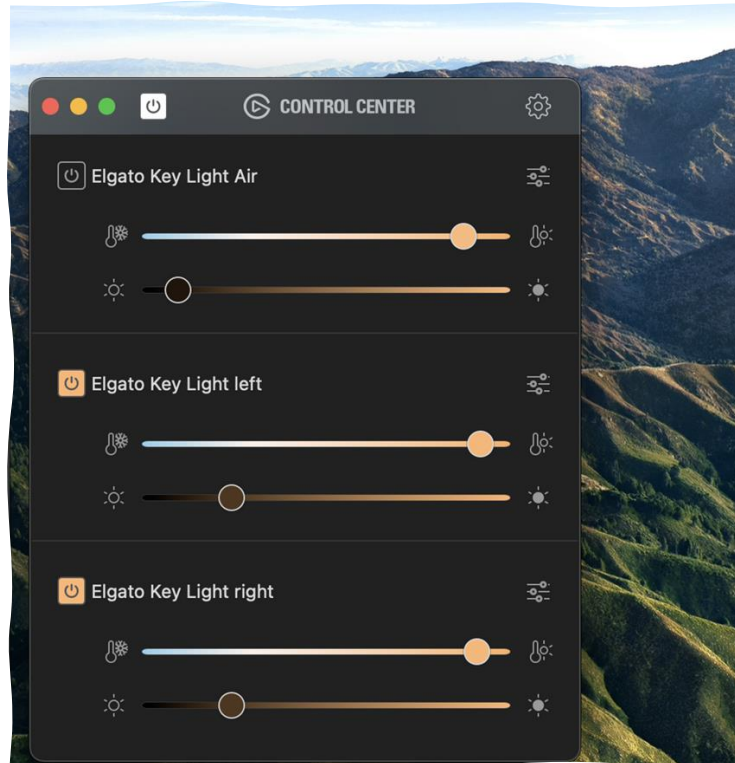 CONTROL CENTER
Elgato Key Light Air
Elgato Key Light left
Elgato Key Light right